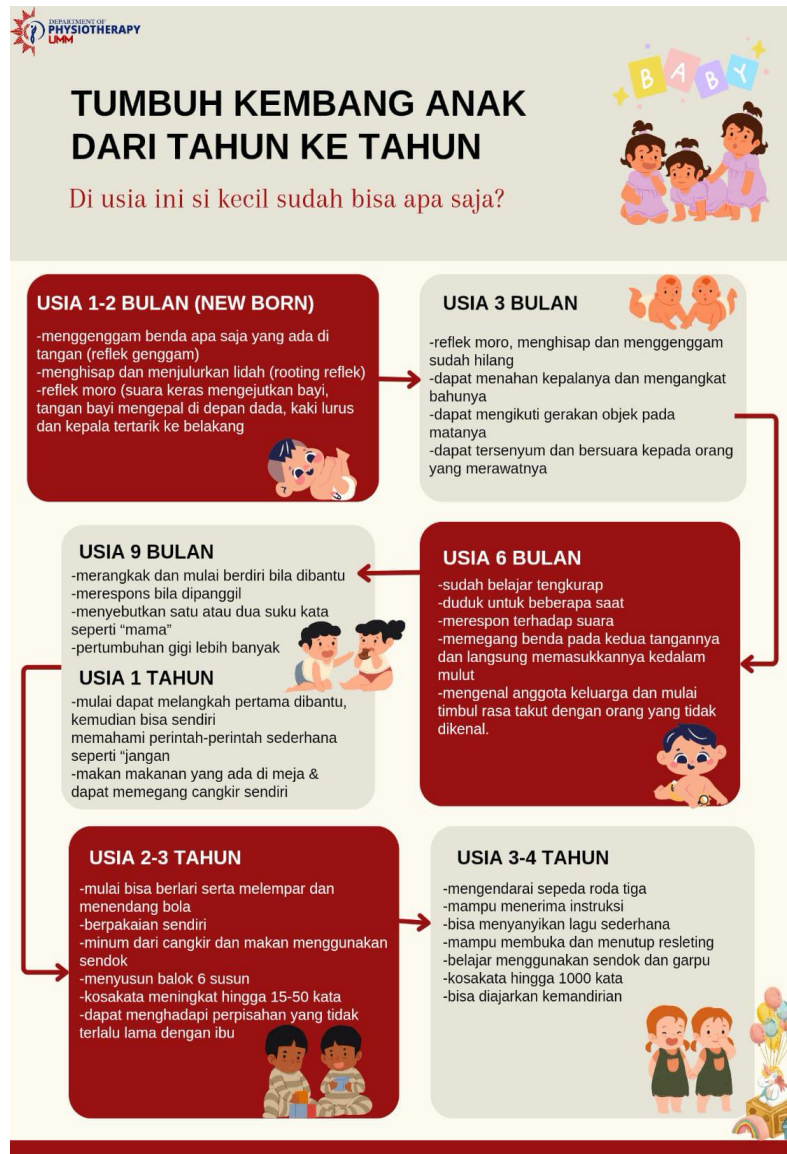 DEPARTMENT OF
PHYSIOTHERAPY
UMM
BABY
TUMBUH KEMBANG ANAK
DARI TAHUN KE TAHUN
Di usia ini si kecil sudah bisa apa saja?
USIA 1-2 BULAN (NEW BORN)
-menggenggam benda apa saja yang ada di
tangan (reflek genggam)
-menghisap dan menjulurkan lidah (rooting reflek)
-reflek moro (suara keras mengejutkan bayi,
tangan bayi mengepal di depan dada, kaki lurus
dan kepala tertarik ke belakang
USIA 3 BULAN
-reflek moro, menghisap dan menggenggam
sudah hilang
-dapat menahan kepalanya dan mengangkat
bahunya
-dapat mengikuti gerakan objek pada
matanya
-dapat tersenyum dan bersuara kepada orang
yang merawatnya
USIA 6 BULAN
-sudah belajar tengkurap
-duduk untuk beberapa saat
-merespon terhadap suara
-memegang benda pada kedua tangannya
dan langsung memasukkannya kedalam
mulut
-mengenal anggota keluarga dan mulai
timbul rasa takut dengan orang yang tidak
dikenal.
USIA 9 BULAN
-merangkak dan mulai berdiri bila dibantu
-merespons bila dipanggil
-menyebutkan satu atau dua suku kata
seperti “mama”
-pertumbuhan gigi lebih banyak
USIA 1 TAHUN
-mulai dapat melangkah pertama dibantu,
kemudian bisa sendiri
memahami perintah-perintah sederhana
seperti “jangan
-makan makanan yang ada di meja &
dapat memegang cangkir sendiri
USIA 2-3 TAHUN
-mulai bisa berlari serta melempar dan
menendang bola
-berpakaian sendiri
-minum dari cangkir dan makan menggunakan
sendok
-menyusun balok 6 susun
-kosakata meningkat hingga 15-50 kata
-dapat menghadapi perpisahan yang tidak
terlalu lama dengan ibu
USIA 3-4 TAHUN
-mengendarai sepeda roda tiga
-mampu menerima instruksi
-bisa menyanyikan lagu sederhana
-mampu membuka dan menutup resleting
-belajar menggunakan sendok dan garpu
-kosakata hingga 1000 kata
-bisa diajarkan kemandirian